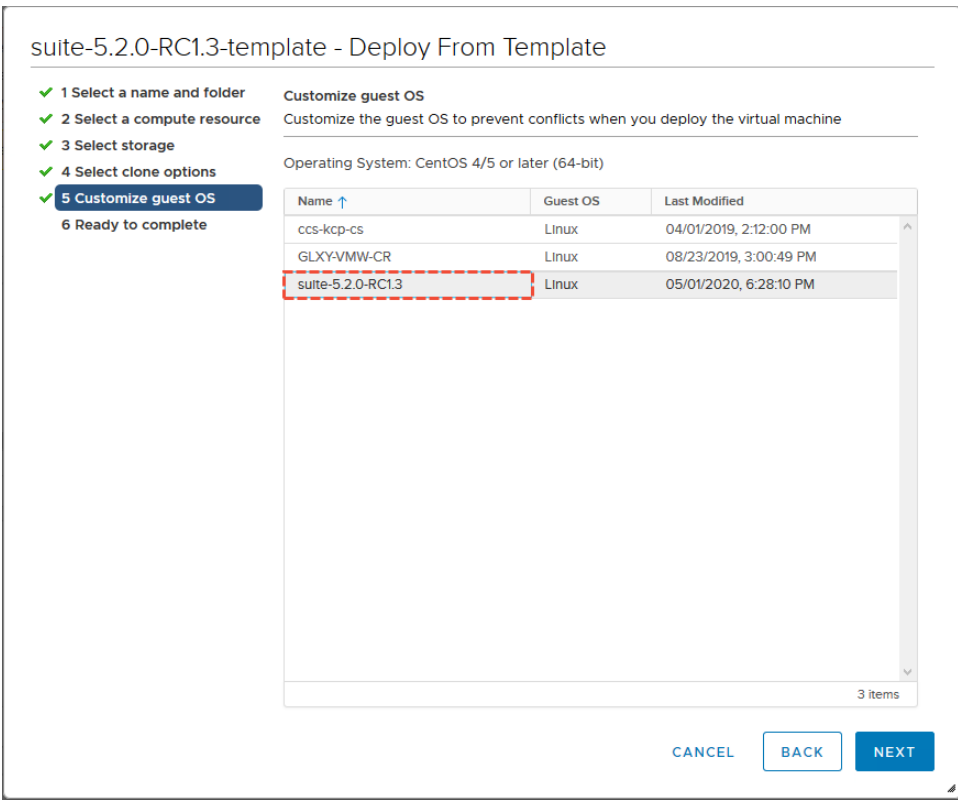 suite-5.2.0-RC1.3-template - Deploy From Template
1 Select a name and folder
2 Select a compute resource
3 Select storage
4 Select clone options
5 Customize guest OS
6 Ready to complete
Customize guest OS
Customize the guest OS to prevent conflicts when you deploy the virtual machine
Operating System: CentOS 4/5 or later (64-bit)
Name ↑ Guest OS Last Modified
ccs-kcp-cs Linux 04/01/2019, 2:12:00 PM
GLXY-VMW-CR Linux 08/23/2019, 3:00:49 PM
suite-5.2.0-RC1.3 Linux 05/01/2020, 6:28:10 PM
3 items
CANCEL BACK NEXT